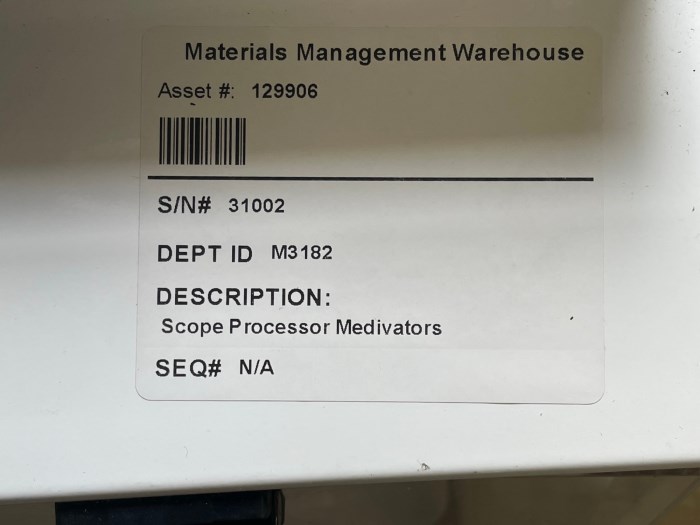 Materials Management Warehouse
Asset #: 129906
S/N# 31002
DEPT ID M3182
DESCRIPTION:
Scope Processor Medivators
SEQ# N/A